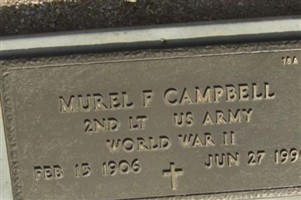 MUREL F CAMPBELL
2ND LT US ARMY
WORLD WAR II
FEB 15 1906 JUN 27